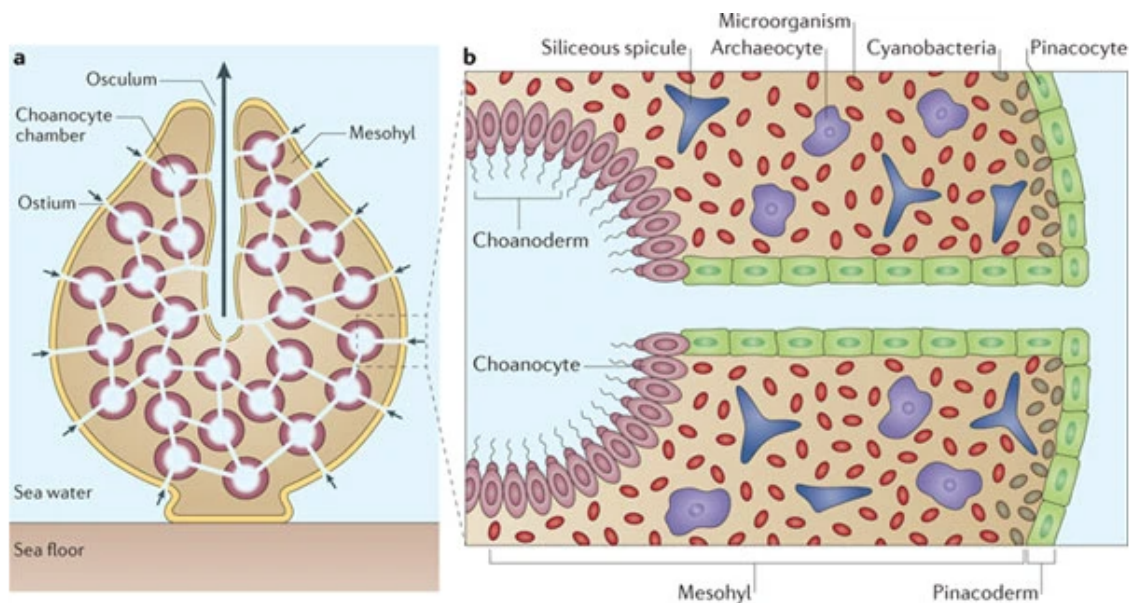 a
Osculum
Choanocyte
chamber
Mesohyl
Ostium
Sea water
Sea floor
b
Microorganism
Siliceous spicule
Archaeocyte
Cyanobacteria
Pinacocyte
Choanoderm
Choanocyte
Mesohyl
Pinacoderm